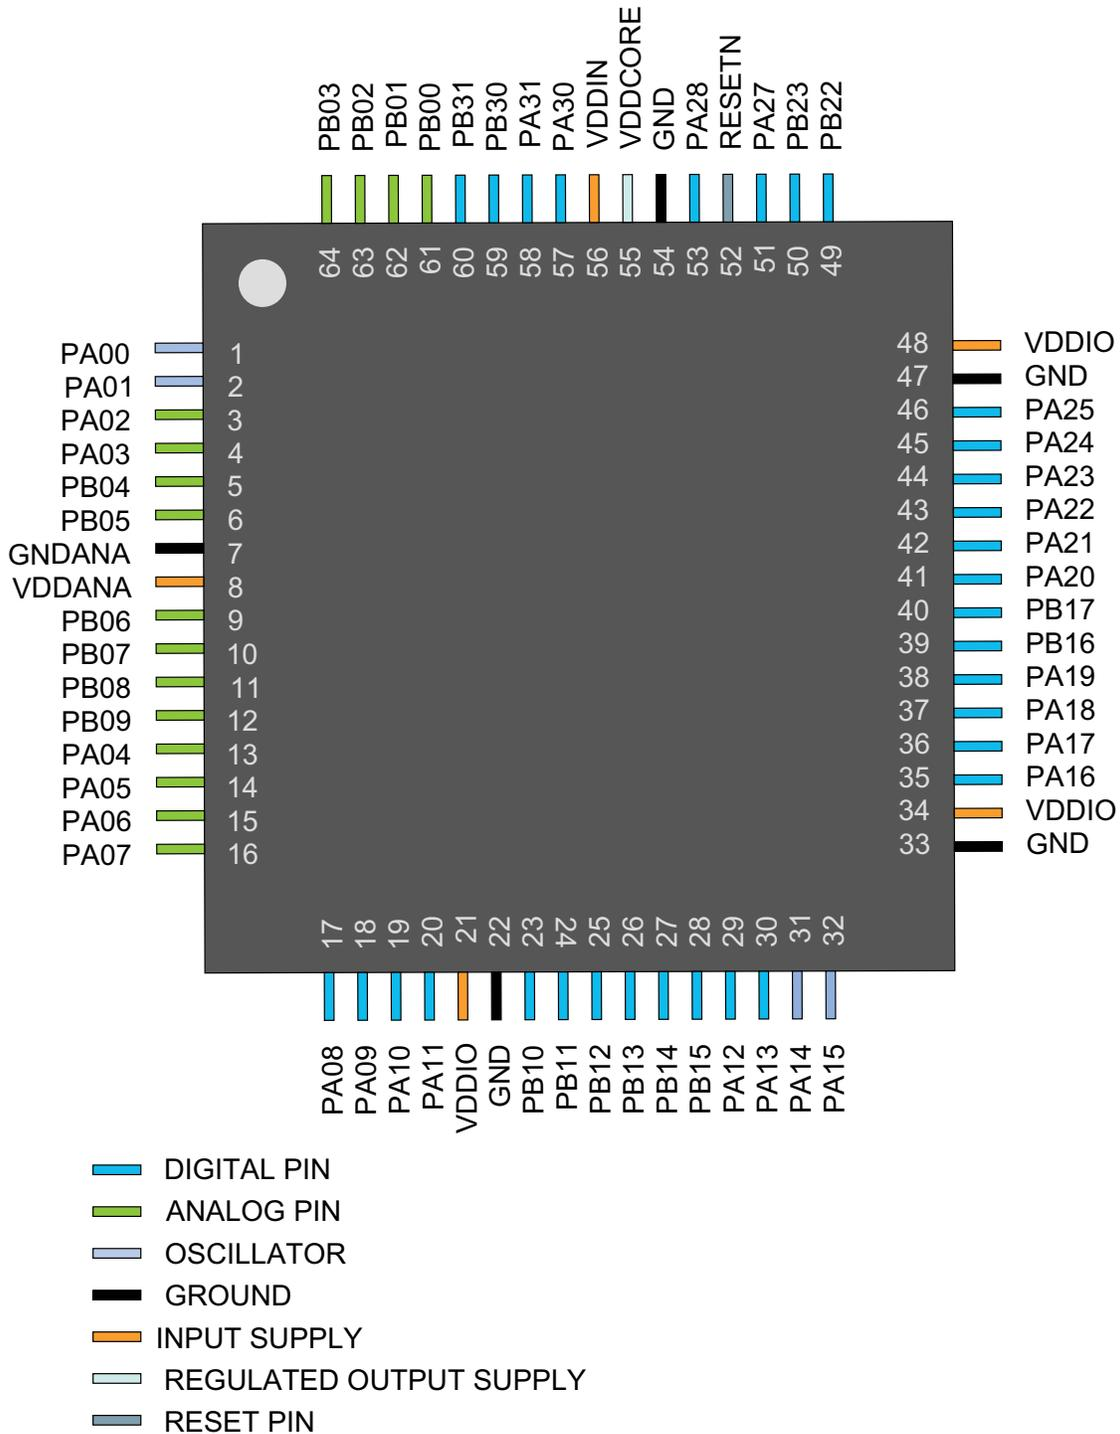 PB03
PB02
PB01
PB00
PB31
PB30
PA31
PA30
VDDIN
VDDCORE
GND
PA28
RESETN
PA27
PB23
PB22
64
63
62
61
60
59
58
57
56
55
54
53
52
51
50
49
PA00 1
PA01 2
PA02 3
PA03 4
PB04 5
PB05 6
GNDANA 7
VDDANA 8
PB06 9
PB07 10
PB08 11
PB09 12
PA04 13
PA05 14
PA06 15
PA07 16
48 VDDIO
47 GND
46 PA25
45 PA24
44 PA23
43 PA22
42 PA21
41 PA20
40 PB17
39 PB16
38 PA19
37 PA18
36 PA17
35 PA16
34 VDDIO
33 GND
17
18
19
20
21
22
23
24
25
26
27
28
29
30
31
32
PA08
PA09
PA10
PA11
VDDIO
GND
PB10
PB11
PB12
PB13
PB14
PB15
PA12
PA13
PA14
PA15
DIGITAL PIN
ANALOG PIN
OSCILLATOR
GROUND
INPUT SUPPLY
REGULATED OUTPUT SUPPLY
RESET PIN